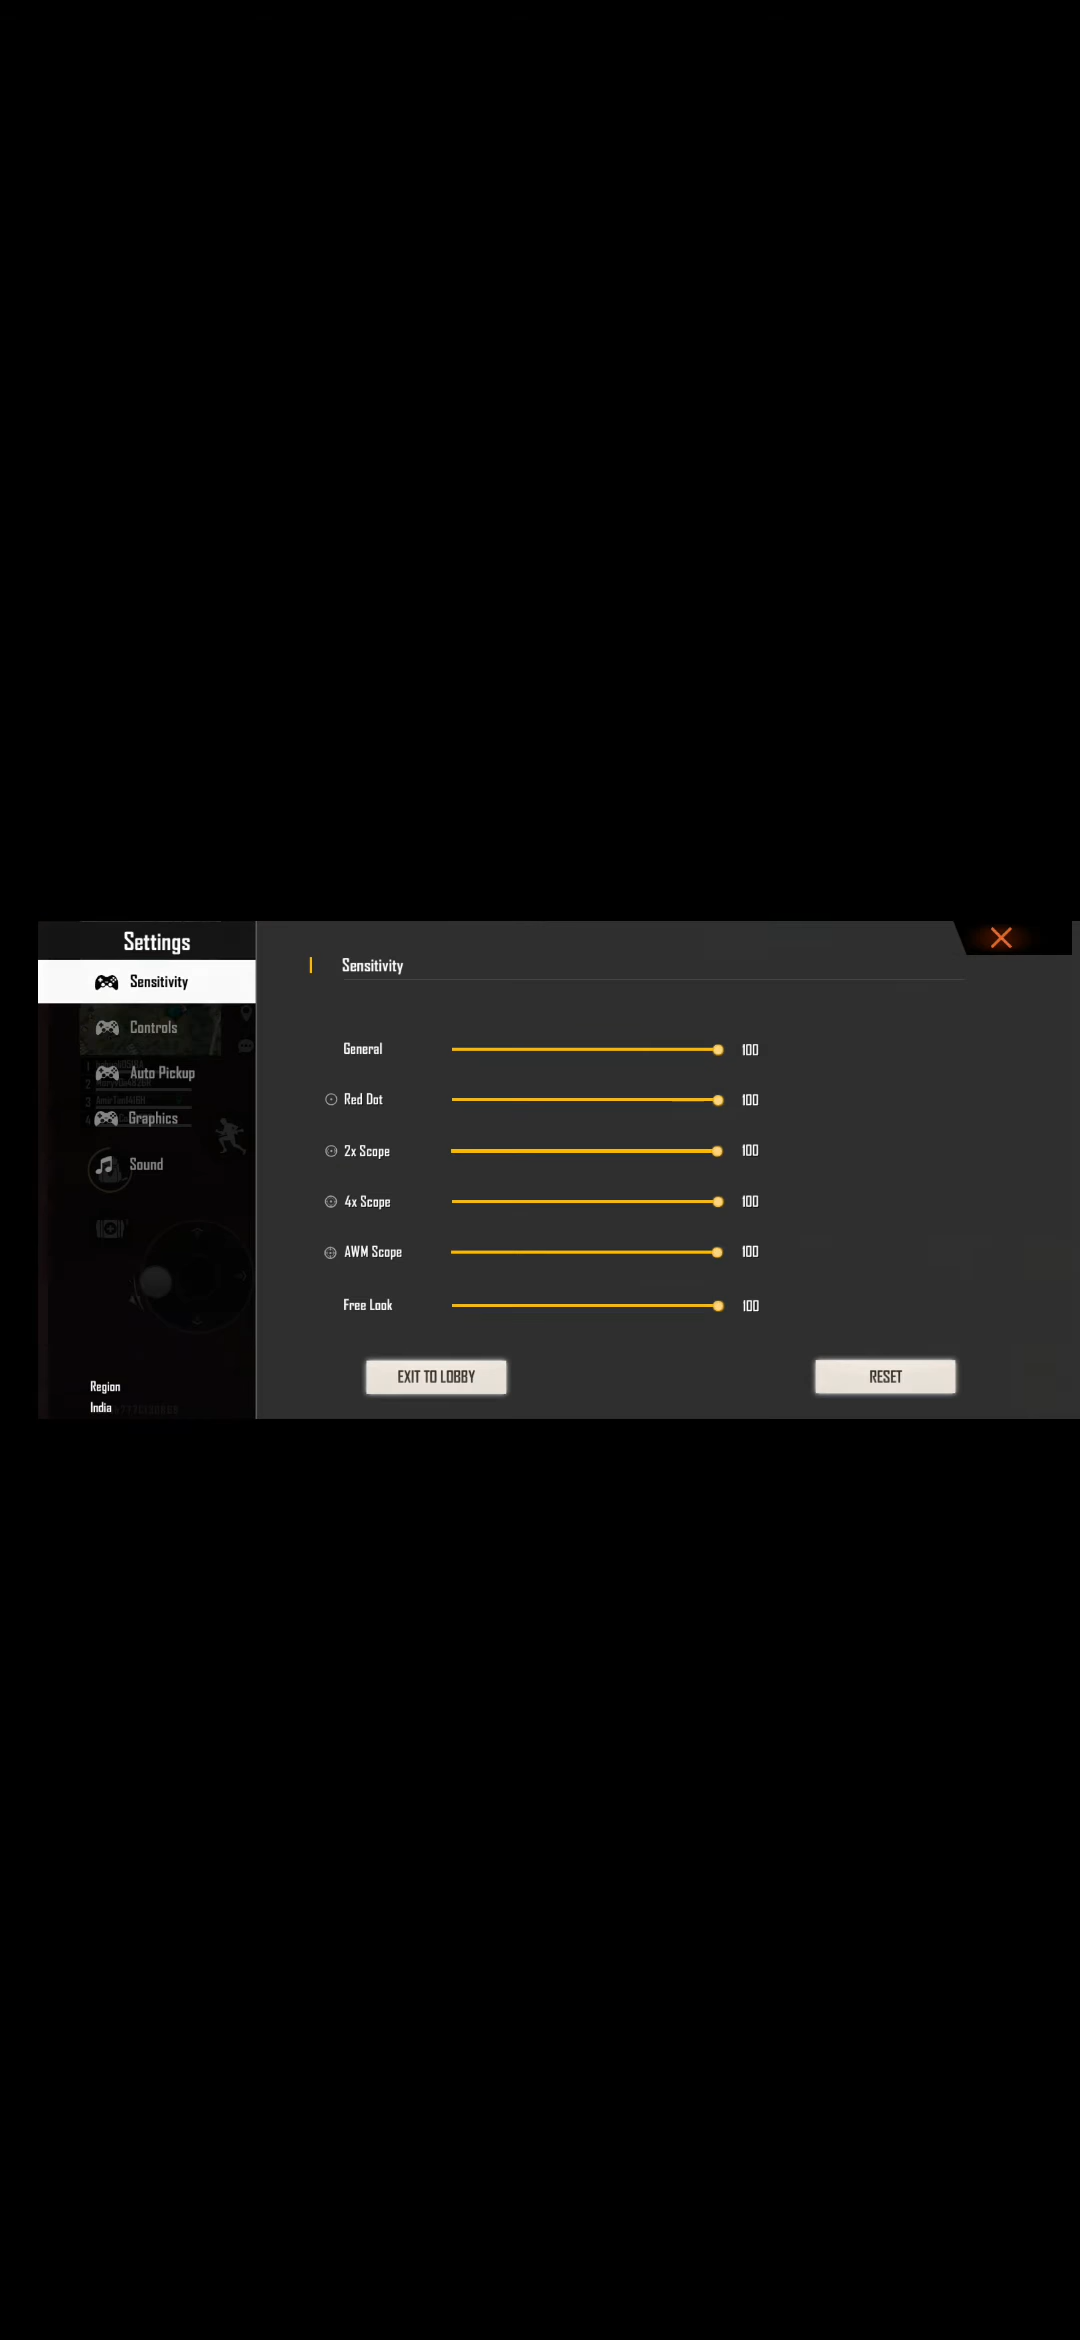 Settings
Sensitivity
Controls
Auto Pickup
Graphics
Sound
Region
India
Sensitivity
General 100
Red Dot 100
2x Scope 100
4x Scope 100
AWM Scope 100
Free Look 100
EXIT TO LOBBY
RESET